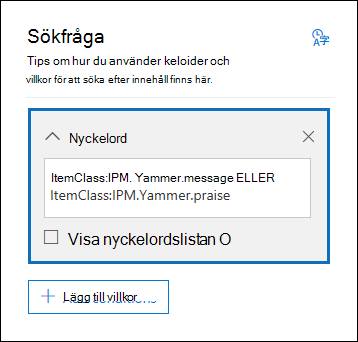 Sökfråga
Tips om hur du använder keloider och
villkor för att söka efter innehåll finns här.
Nyckelord
ItemClass:IPM. Yammer.message ELLER
ItemClass:IPM.Yammer.praise
Visa nyckelordslistan O
Lägg till villkor